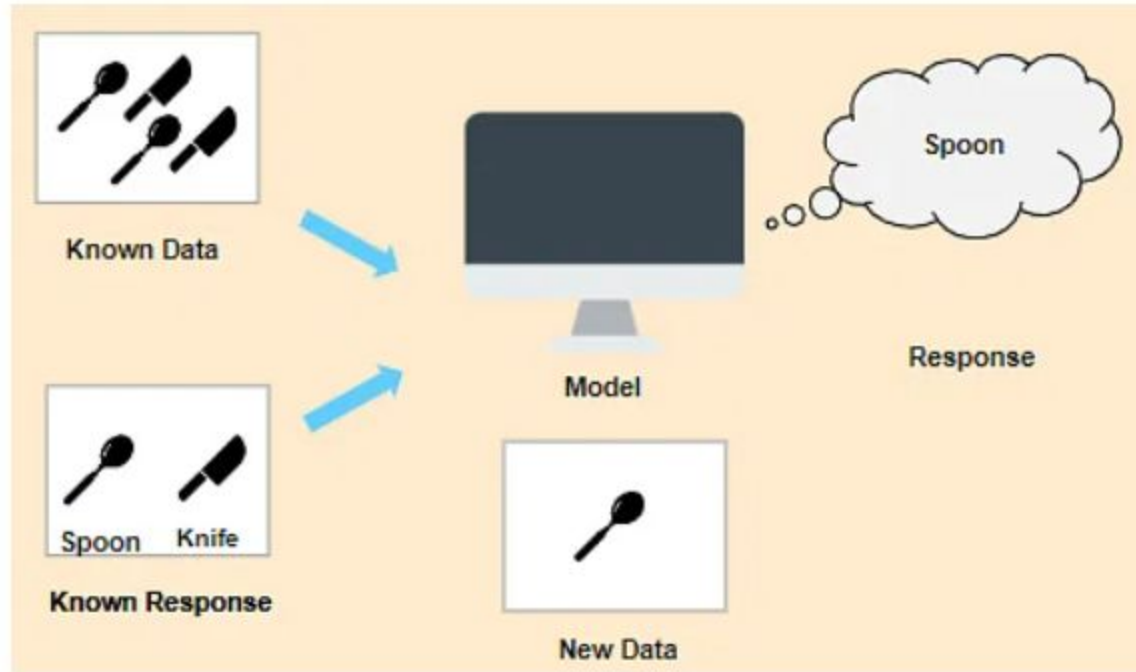 Known Data
Spoon
Knife
Known Response
Model
New Data
Spoon
Response